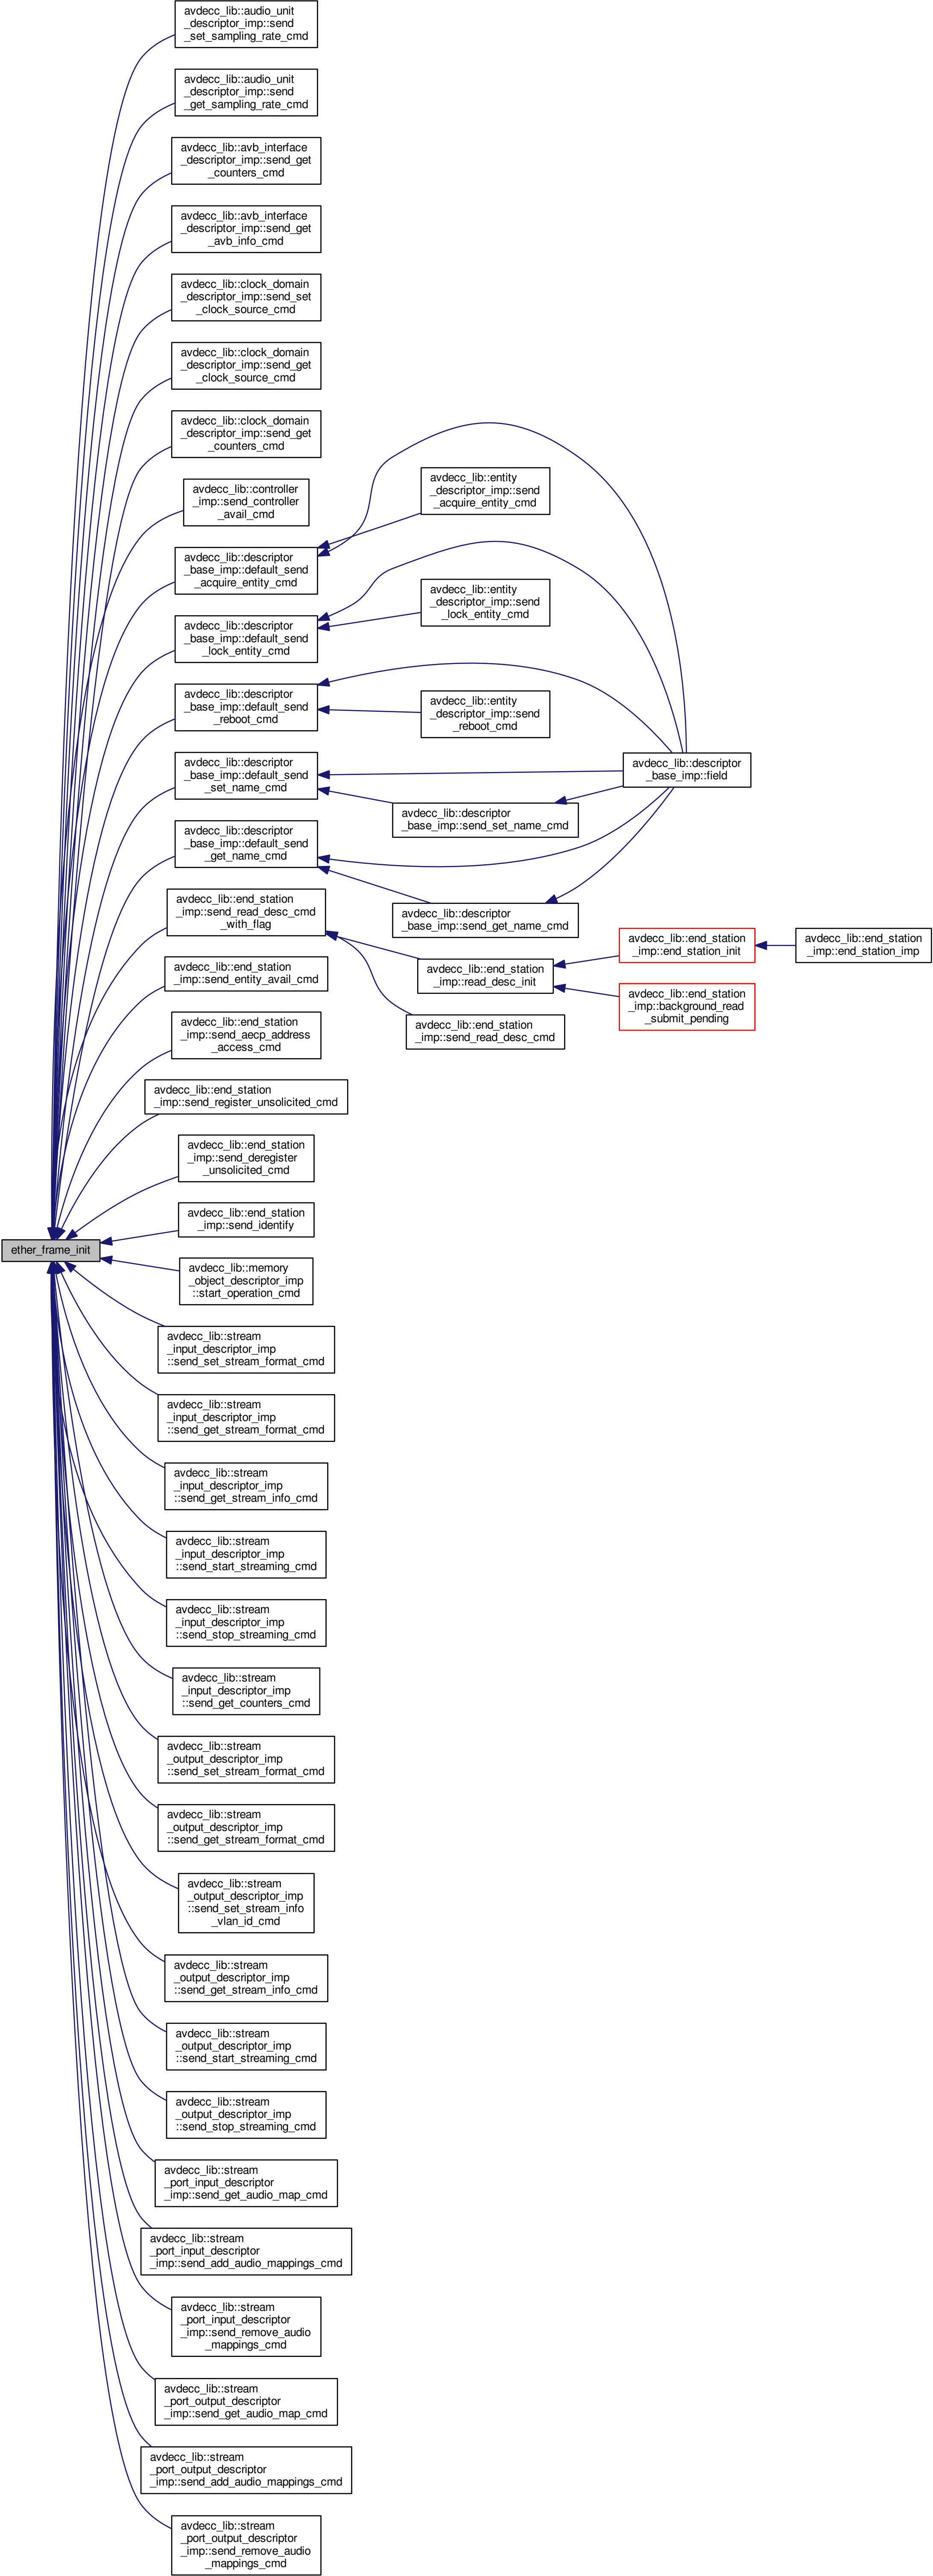 avdecc_lib::audio_unit
_descriptor_imp::send
_set_sampling_rate_cmd
avdecc_lib::audio_unit
_descriptor_imp::send
_get_sampling_rate_cmd
avdecc_lib::avb_interface
_descriptor_imp::send_get
_counters_cmd
avdecc_lib::avb_interface
_descriptor_imp::send_get
_avb_info_cmd
avdecc_lib::clock_domain
_descriptor_imp::send_set
_clock_source_cmd
avdecc_lib::clock_domain
_descriptor_imp::send_get
_clock_source_cmd
avdecc_lib::clock_domain
_descriptor_imp::send_get
_counters_cmd
avdecc_lib::controller
_imp::send_controller
_avail_cmd
avdecc_lib::descriptor
_base_imp::default_send
_acquire_entity_cmd
avdecc_lib::descriptor
_base_imp::default_send
_lock_entity_cmd
avdecc_lib::descriptor
_base_imp::default_send
_reboot_cmd
avdecc_lib::descriptor
_base_imp::default_send
_set_name_cmd
avdecc_lib::descriptor
_base_imp::default_send
_get_name_cmd
avdecc_lib::end_station
_imp::send_read_desc_cmd
_with_flag
avdecc_lib::end_station
_imp::send_entity_avail_cmd
avdecc_lib::end_station
_imp::send_aecp_address
_access_cmd
avdecc_lib::end_station
_imp::send_register_unsolicited_cmd
avdecc_lib::end_station
_imp::send_deregister
_unsolicited_cmd
avdecc_lib::end_station
_imp::send_identify
ether_frame_init
avdecc_lib::memory
_object_descriptor_imp
::start_operation_cmd
avdecc_lib::stream
_input_descriptor_imp
::send_set_stream_format_cmd
avdecc_lib::stream
_input_descriptor_imp
::send_get_stream_format_cmd
avdecc_lib::stream
_input_descriptor_imp
::send_get_stream_info_cmd
avdecc_lib::stream
_input_descriptor_imp
::send_start_streaming_cmd
avdecc_lib::stream
_input_descriptor_imp
::send_stop_streaming_cmd
avdecc_lib::stream
_input_descriptor_imp
::send_get_counters_cmd
avdecc_lib::stream
_output_descriptor_imp
::send_set_stream_format_cmd
avdecc_lib::stream
_output_descriptor_imp
::send_get_stream_format_cmd
avdecc_lib::stream
_output_descriptor_imp
::send_set_stream_info
_vlan_id_cmd
avdecc_lib::stream
_output_descriptor_imp
::send_get_stream_info_cmd
avdecc_lib::stream
_output_descriptor_imp
::send_start_streaming_cmd
avdecc_lib::stream
_output_descriptor_imp
::send_stop_streaming_cmd
avdecc_lib::stream
_port_input_descriptor
_imp::send_get_audio_map_cmd
avdecc_lib::stream
_port_input_descriptor
_imp::send_add_audio_mappings_cmd
avdecc_lib::stream
_port_input_descriptor
_imp::send_remove_audio
_mappings_cmd
avdecc_lib::stream
_port_output_descriptor
_imp::send_get_audio_map_cmd
avdecc_lib::stream
_port_output_descriptor
_imp::send_add_audio_mappings_cmd
avdecc_lib::stream
_port_output_descriptor
_imp::send_remove_audio
_mappings_cmd
avdecc_lib::entity
_descriptor_imp::send
_acquire_entity_cmd
avdecc_lib::entity
_descriptor_imp::send
_lock_entity_cmd
avdecc_lib::entity
_descriptor_imp::send
_reboot_cmd
avdecc_lib::descriptor
_base_imp::send_set_name_cmd
avdecc_lib::descriptor
_base_imp::send_get_name_cmd
avdecc_lib::end_station
_imp::read_desc_init
avdecc_lib::end_station
_imp::send_read_desc_cmd
avdecc_lib::descriptor
_base_imp::field
avdecc_lib::end_station
_imp::end_station_init
avdecc_lib::end_station
_imp::background_read
_submit_pending
avdecc_lib::end_station
_imp::end_station_imp